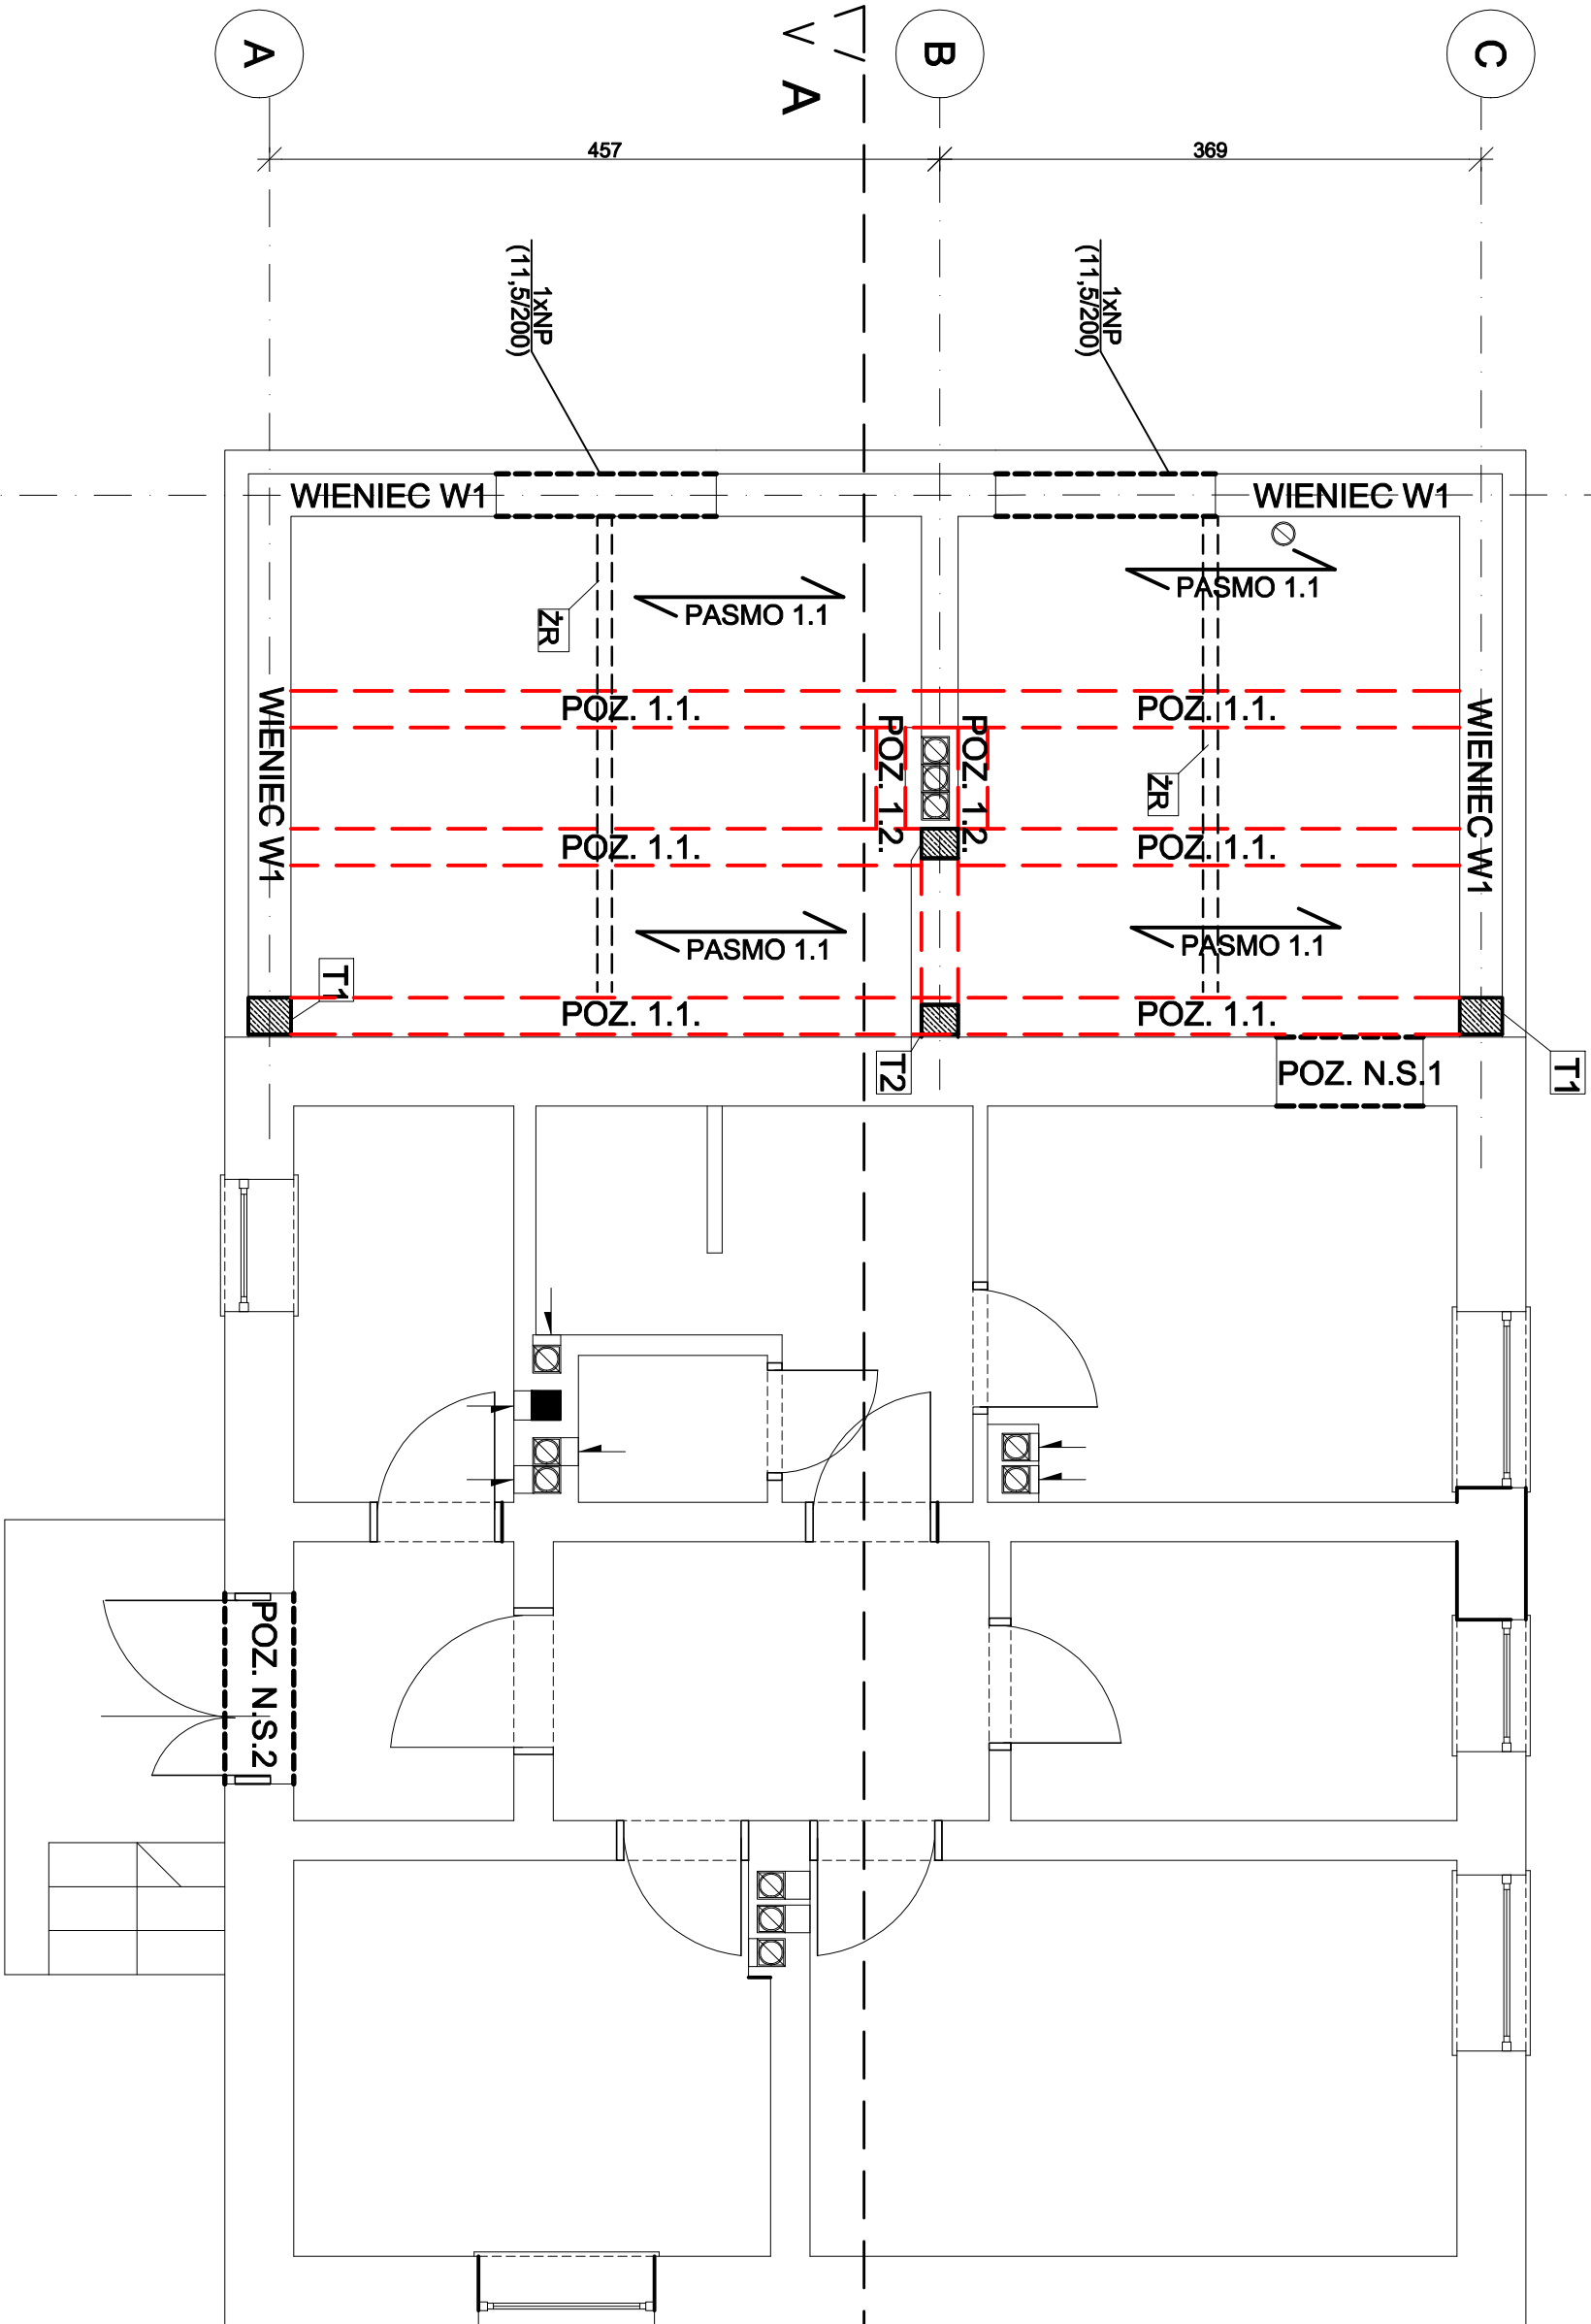 A
B
C
A
457
369
1xNP
(11,5/200)
1xNP
(11,5/200)
WIENIEC W1
WIENIEC W1
PASMO 1.1
PASMO 1.1
ŻR
ŻR
WIENIEC W1
WIENIEC W1
POZ. 1.1.
POZ. 1.1.
POZ. 1.2.
POZ. 1.2.
POZ. 1.1.
POZ. 1.1.
PASMO 1.1
PASMO 1.1
T1
POZ. 1.1.
POZ. 1.1.
T2
POZ. N.S.1
T1
POZ. N.S.2